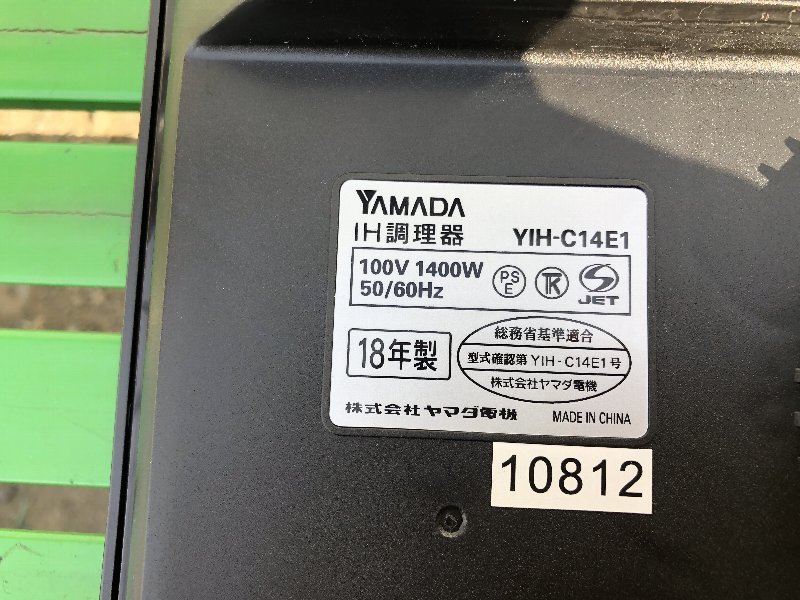 YAMADA
IH調理器 YIH-C14E1
100V 1400W
50/60Hz
PS
E
TK
S
JET
18年製
総務省基準適合
型式確認第 YIH-C14E1号
株式会社ヤマダ電機
株式会社ヤマダ電機 MADE IN CHINA
10812